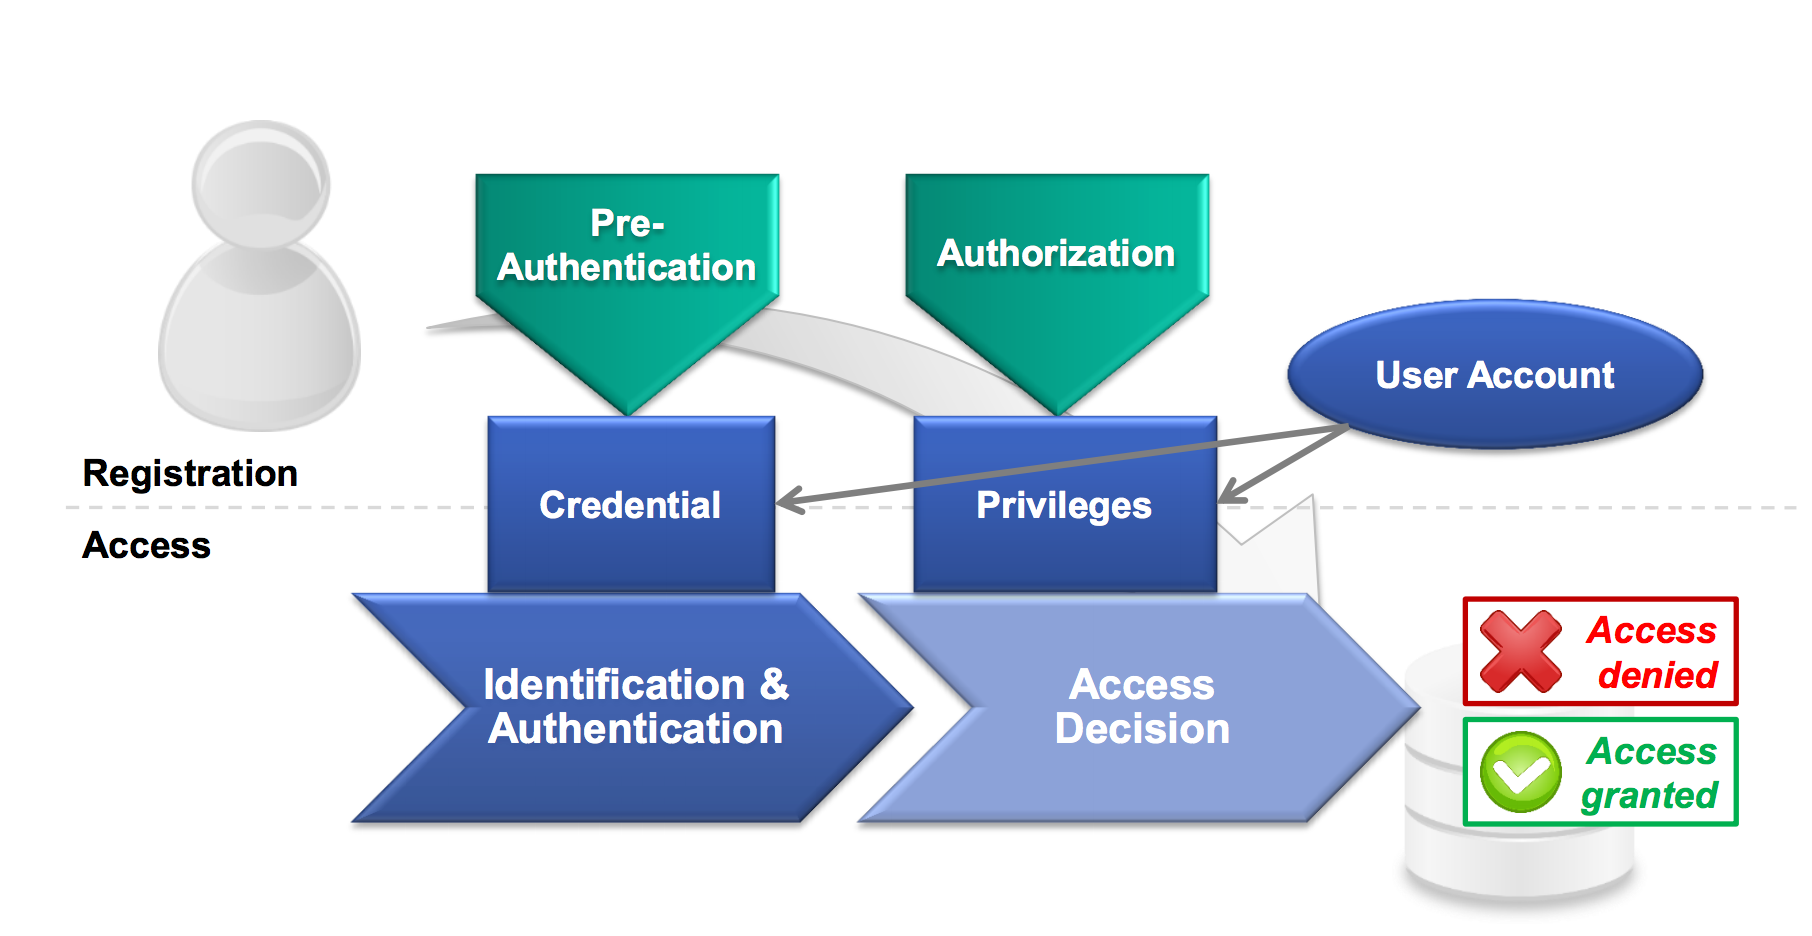 Pre-
Authentication
Authorization
User Account
Registration
Credential
Privileges
Access
Identification &
Authentication
Access
Decision
Access
denied
Access
granted